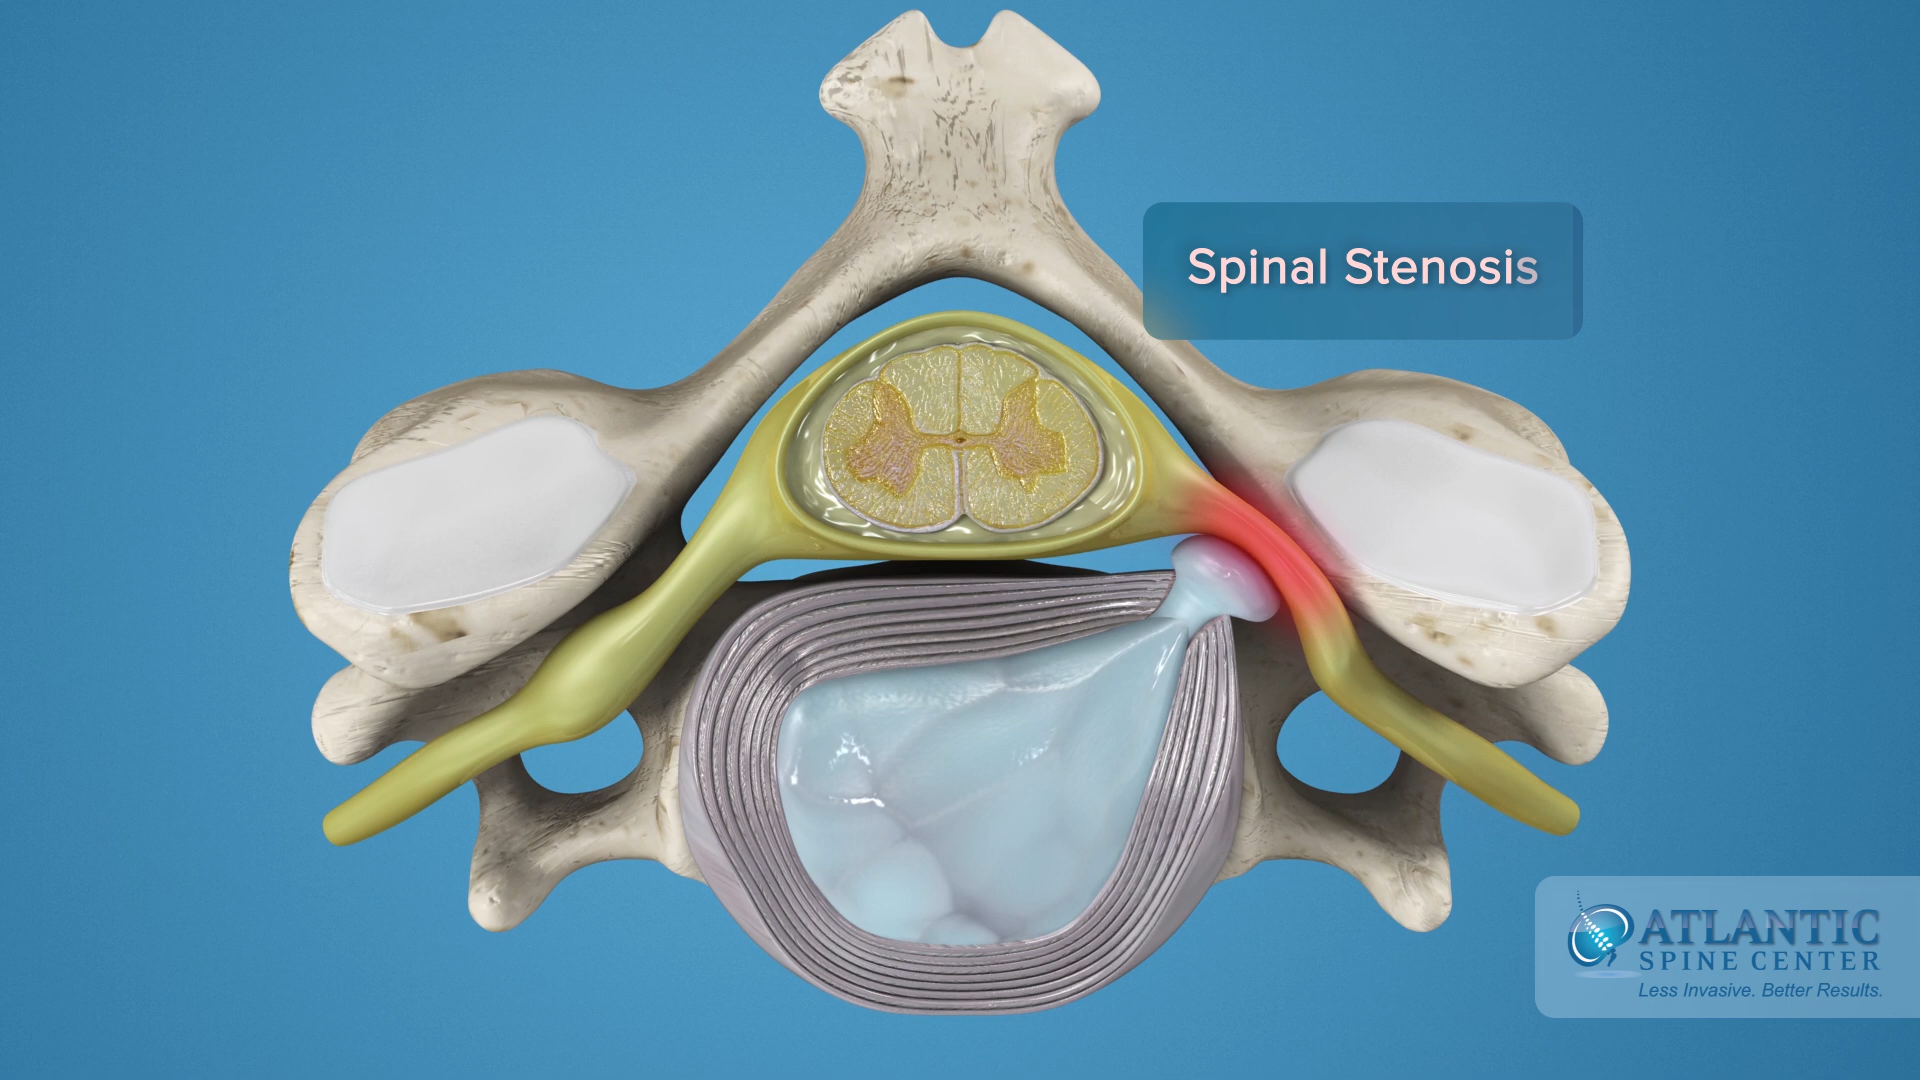 Spinal Stenosis
ATLANTIC
SPINE CENTER
Less Invasive. Better Results.